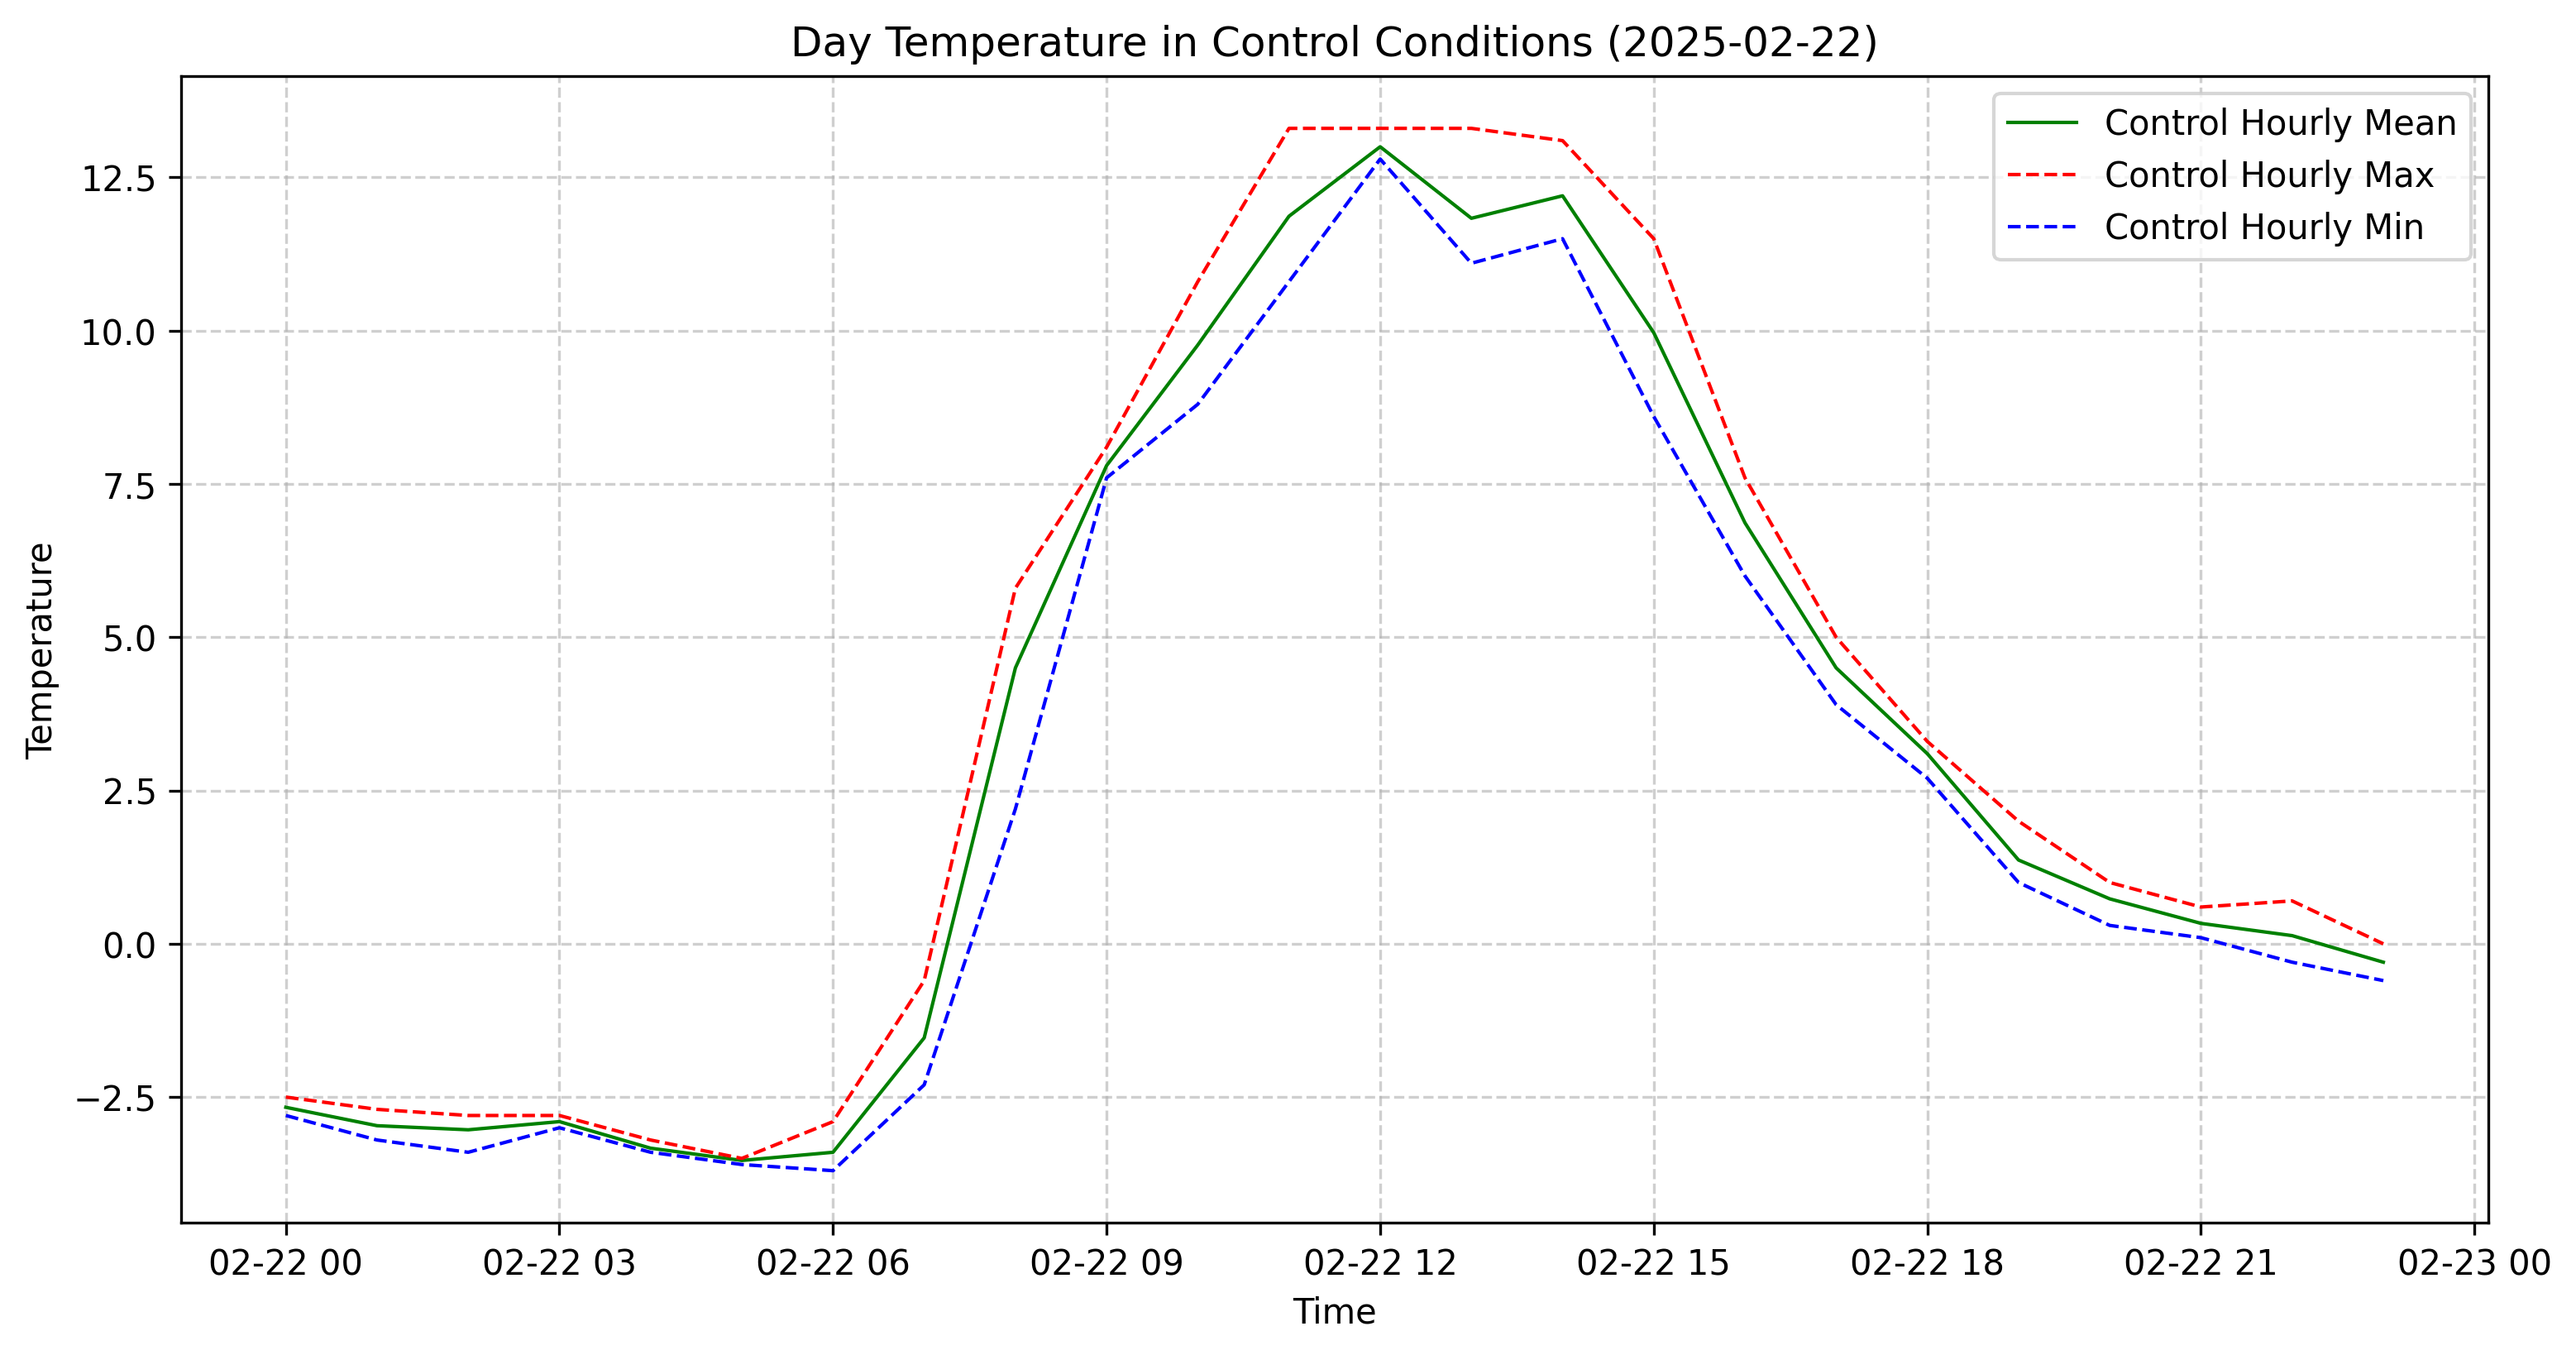 Day Temperature in Control Conditions (2025-02-22)
Control Hourly Mean
Control Hourly Max
Control Hourly Min
Temperature
12.5
10.0
7.5
5.0
2.5
0.0
−2.5
02-22 00
02-22 03
02-22 06
02-22 09
02-22 12
02-22 15
02-22 18
02-22 21
02-23 00
Time